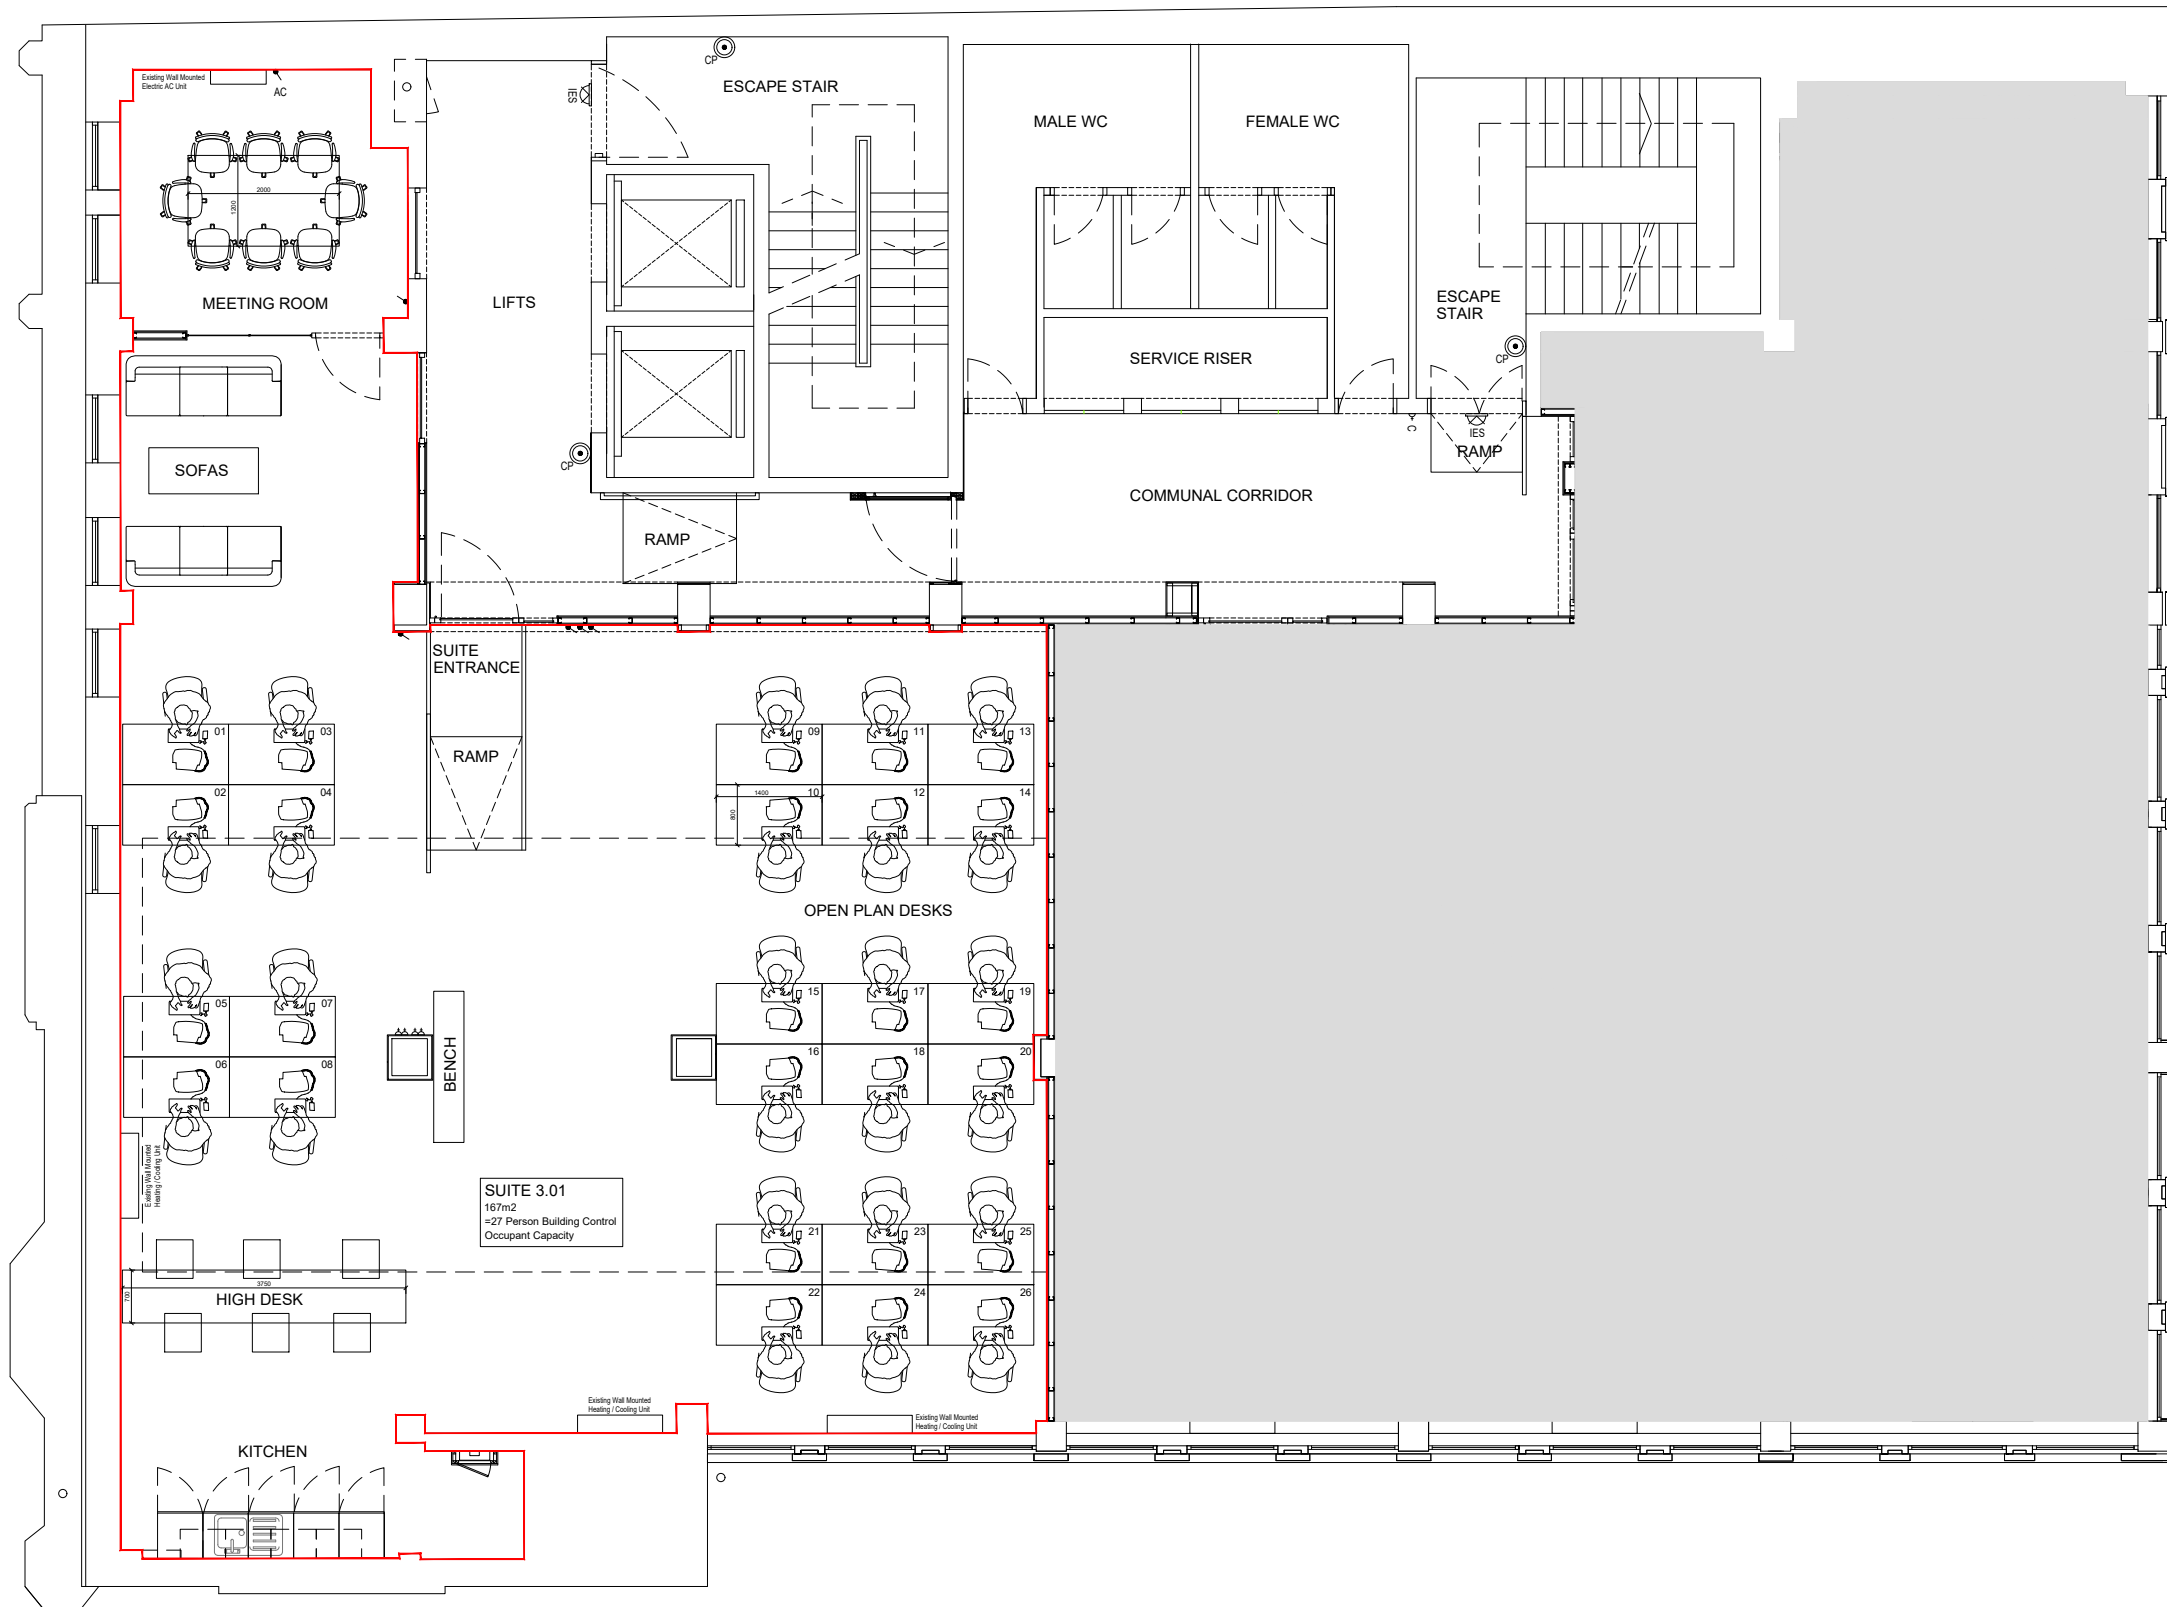 Existing Wall Mounted
Electric AC Unit
AC
CP
ESCAPE STAIR
IES
MALE WC
FEMALE WC
2000
1200
MEETING ROOM
LIFTS
ESCAPE
STAIR
CP
SERVICE RISER
C
IES
RAMP
SOFAS
CP
COMMUNAL CORRIDOR
RAMP
SUITE
ENTRANCE
RAMP
01
03
02
04
09
11
13
1400
10
12
14
800
OPEN PLAN DESKS
05
07
06
08
BENCH
15
17
19
16
18
20
Existing Wall Mounted
Heating / Cooling Unit
SUITE 3.01
167m2
=27 Person Building Control
Occupant Capacity
21
23
25
22
24
26
3750
700
HIGH DESK
Existing Wall Mounted
Heating / Cooling Unit
Existing Wall Mounted
Heating / Cooling Unit
KITCHEN